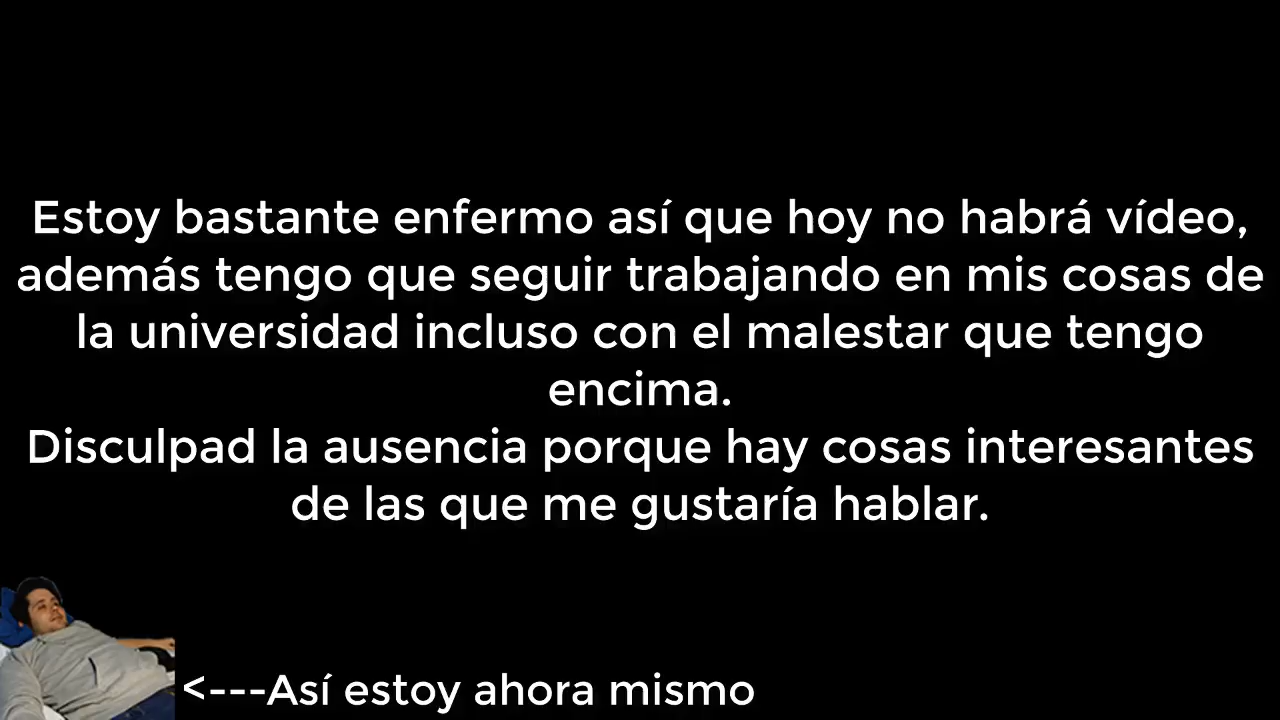 Estoy bastante enfermo así que hoy no habrá vídeo,
además tengo que seguir trabajando en mis cosas de
la universidad incluso con el malestar que tengo
encima.
Disculpad la ausencia porque hay cosas interesantes
de las que me gustaría hablar.
<---Así estoy ahora mismo